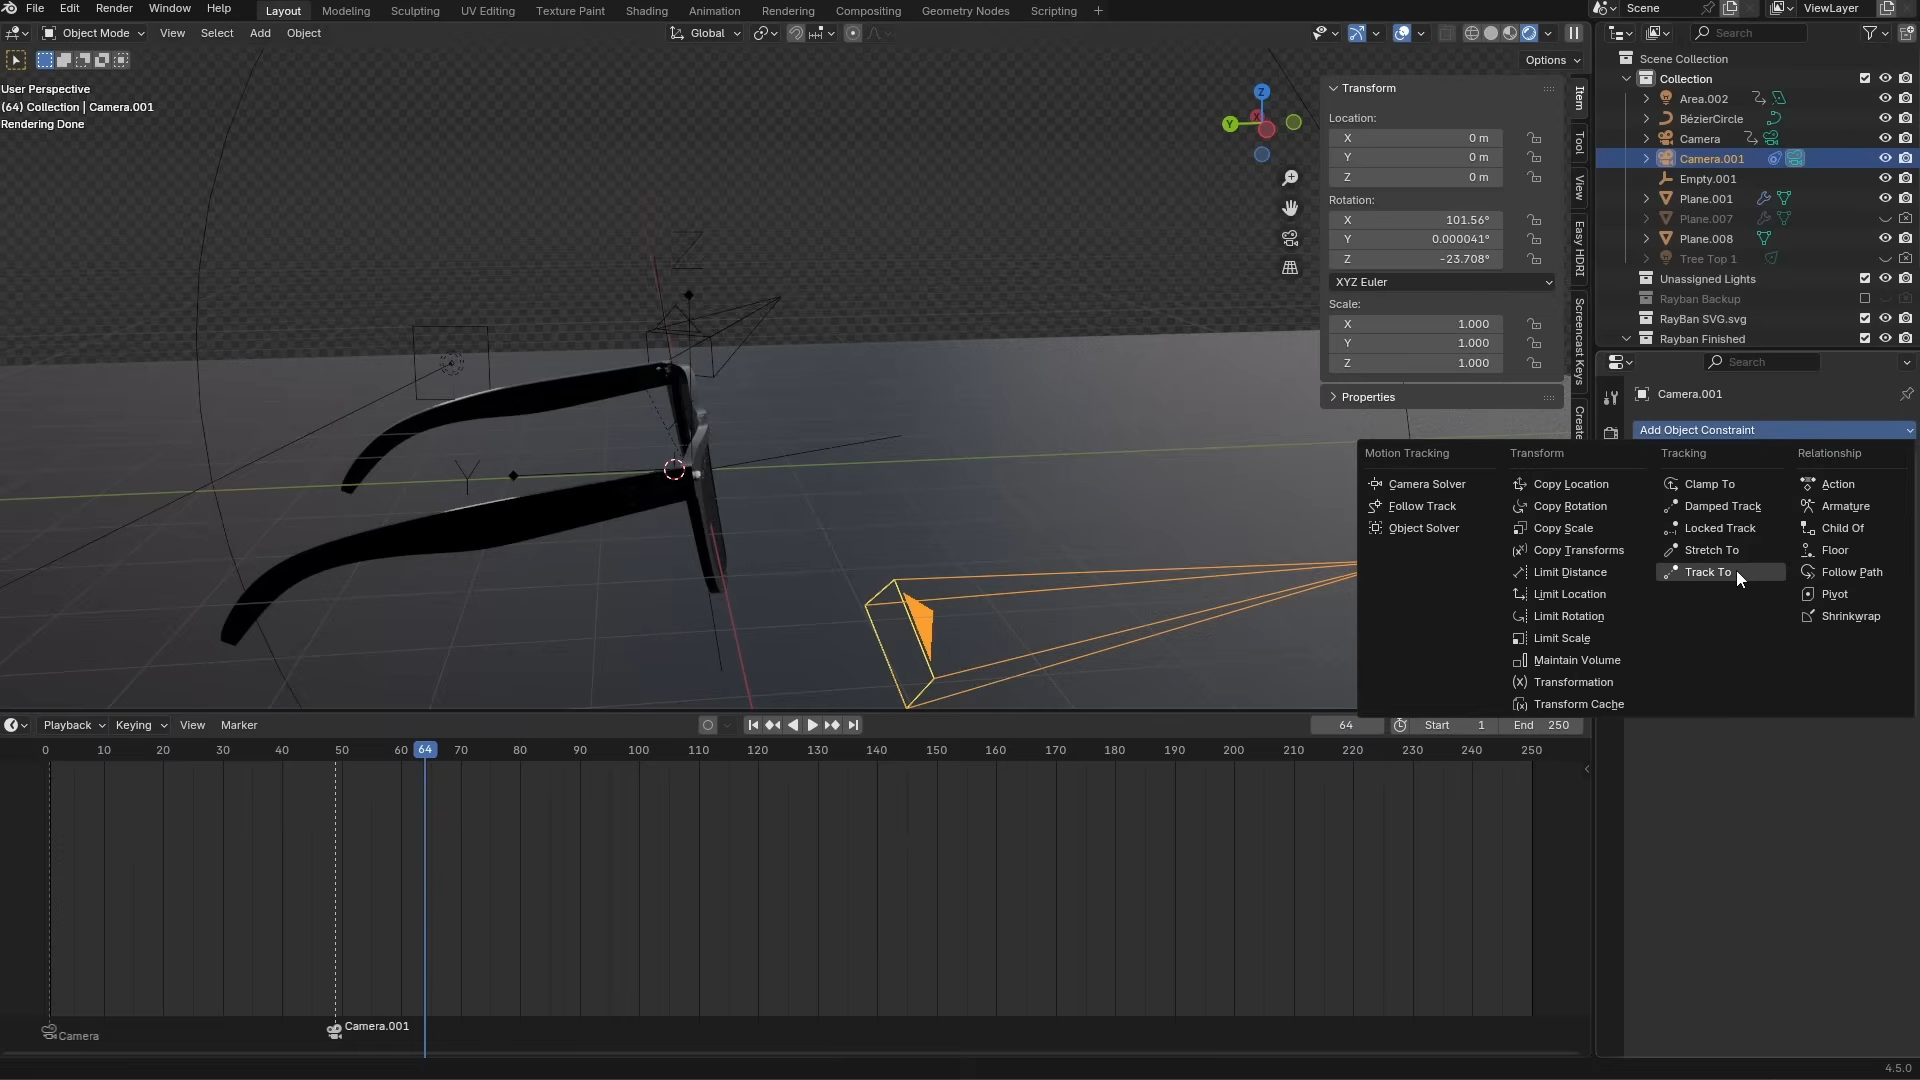 File Edit Render Window Help Layout Modeling Sculpting UV Editing Texture Paint Shading Animation Rendering Compositing Geometry Nodes Scripting + Scene ViewLayer
Object Mode View Select Add Object Global Search
Options
User Perspective
(64) Collection | Camera.001
Rendering Done
Z
Y
X
Transform
Location:
X 0 m
Y 0 m
Z 0 m
Rotation:
X 101.56°
Y 0.000041°
Z -23.708°
XYZ Euler
Scale:
X 1.000
Y 1.000
Z 1.000
Properties
Item
Tool
View
Easy HDRI
Screencast Keys
Create
Scene Collection
Collection
Area.002
BézierCircle
Camera
Camera.001
Empty.001
Plane.001
Plane.007
Plane.008
Tree Top 1
Unassigned Lights
Rayban Backup
RayBan SVG.svg
Rayban Finished
Search
Camera.001
Add Object Constraint
Motion Tracking
Camera Solver
Follow Track
Object Solver
Transform
Copy Location
Copy Rotation
Copy Scale
Copy Transforms
Limit Distance
Limit Location
Limit Rotation
Limit Scale
Maintain Volume
Transformation
Transform Cache
Tracking
Clamp To
Damped Track
Locked Track
Stretch To
Track To
Relationship
Action
Armature
Child Of
Floor
Follow Path
Pivot
Shrinkwrap
Playback Keying View Marker 64 Start 1 End 250
0 10 20 30 40 50 60 64 70 80 90 100 110 120 130 140 150 160 170 180 190 200 210 220 230 240 250
Camera
Camera.001
4.5.0